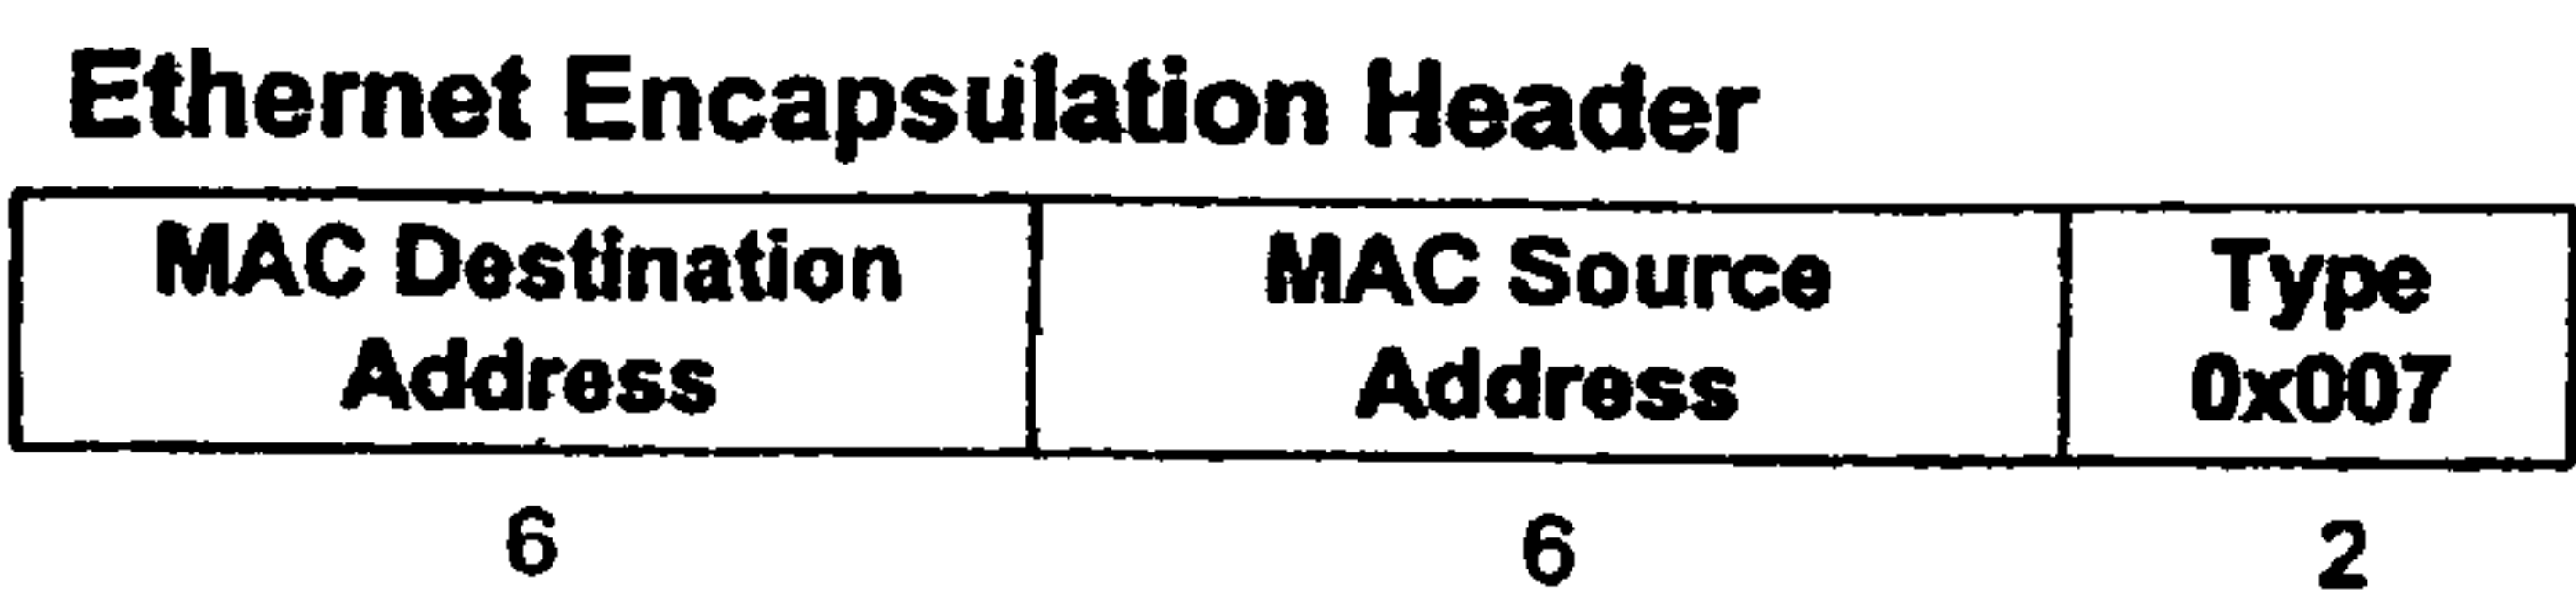 Ethernet Encapsulation Header
MAC Destination
Address
MAC Source
Address
Type
0x007
6
6
2